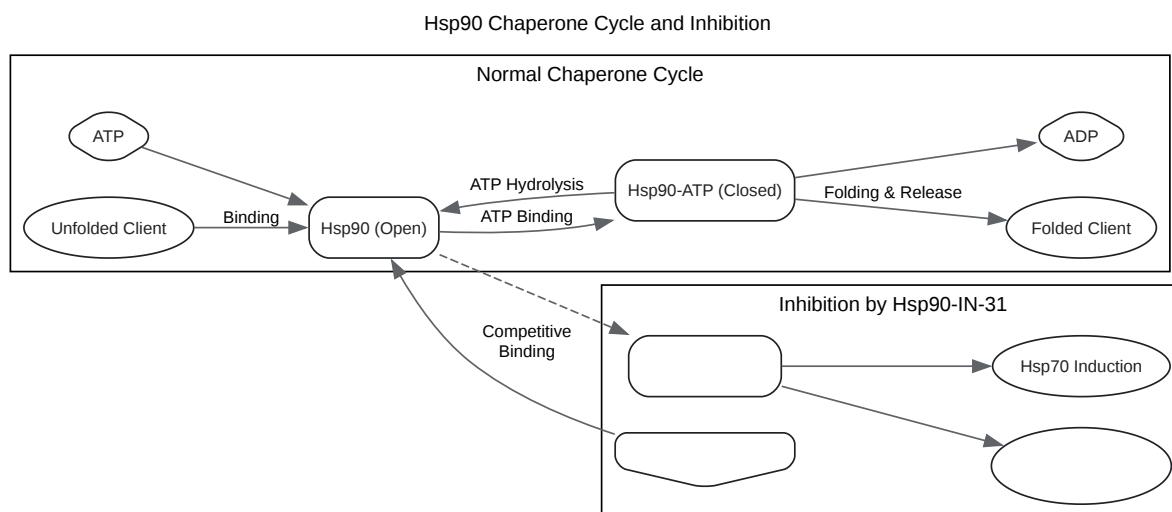 Hsp90 Chaperone Cycle and Inhibition
Normal Chaperone Cycle
ATP
ADP
ATP Hydrolysis
Hsp90-ATP (Closed)
Folding & Release
Unfolded Client
Binding
Hsp90 (Open)
ATP Binding
Folded Client
Inhibition by Hsp90-IN-31
Competitive
Binding
Hsp70 Induction